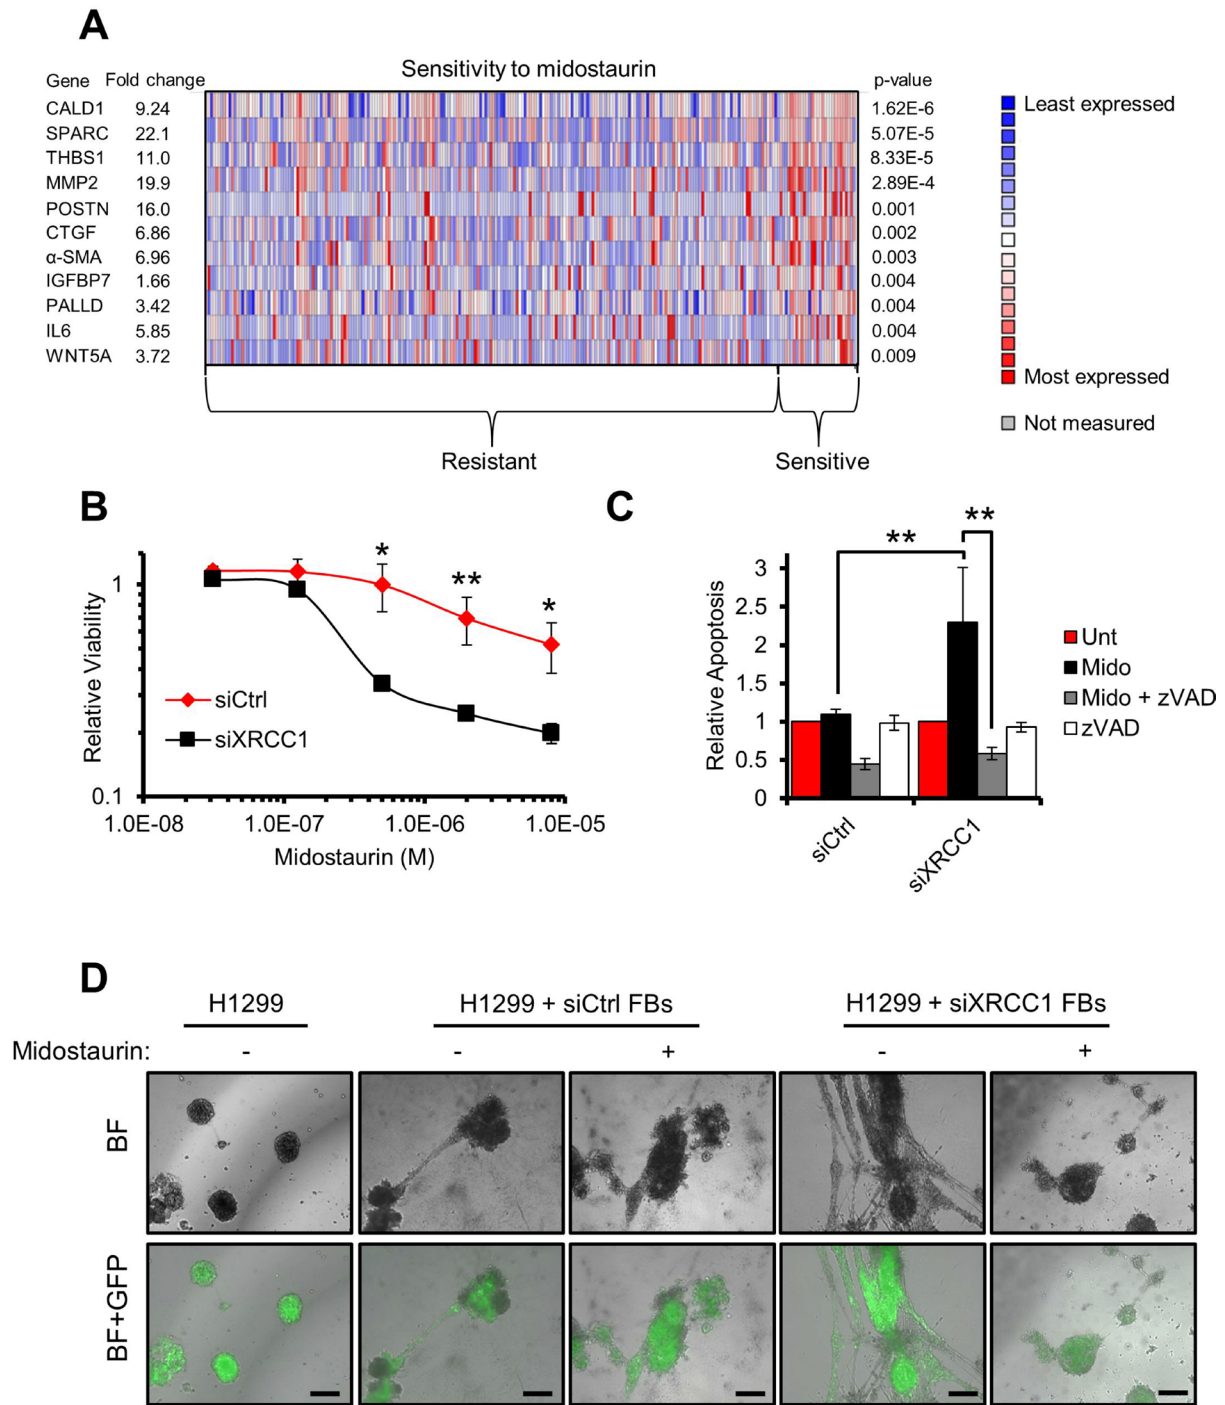 A
Sensitivity to midostaurin
Gene Fold change p-value
CALD1 9.24 1.62E-6
SPARC 22.1 5.07E-5
THBS1 11.0 8.33E-5
MMP2 19.9 2.89E-4
POSTN 16.0 0.001
CTGF 6.86 0.002
α-SMA 6.96 0.003
IGFBP7 1.66 0.004
PALLD 3.42 0.004
IL6 5.85 0.004
WNT5A 3.72 0.009
Least expressed
Most expressed
Not measured
Resistant Sensitive
B
Relative Viability
1
0.1
* ** *
siCtrl
siXRCC1
1.0E-08 1.0E-07 1.0E-06 1.0E-05
Midostaurin (M)
C
Relative Apoptosis
3
2.5
2
1.5
1
0.5
0
** **
Unt
Mido
Mido + zVAD
zVAD
siCtrl siXRCC1
D
H1299 H1299 + siCtrl FBs H1299 + siXRCC1 FBs
Midostaurin: - - + - +
BF
BF+GFP